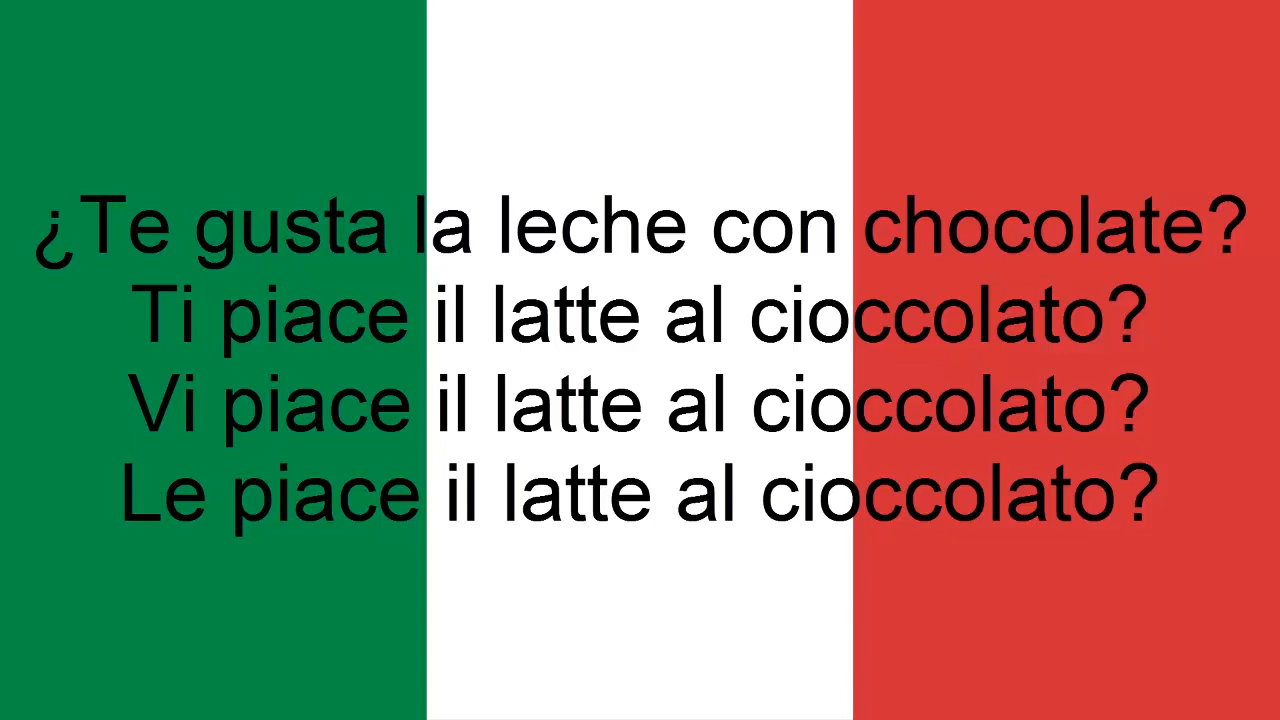 ¿Te gusta la leche con chocolate?
Ti piace il latte al cioccolato?
Vi piace il latte al cioccolato?
Le piace il latte al cioccolato?